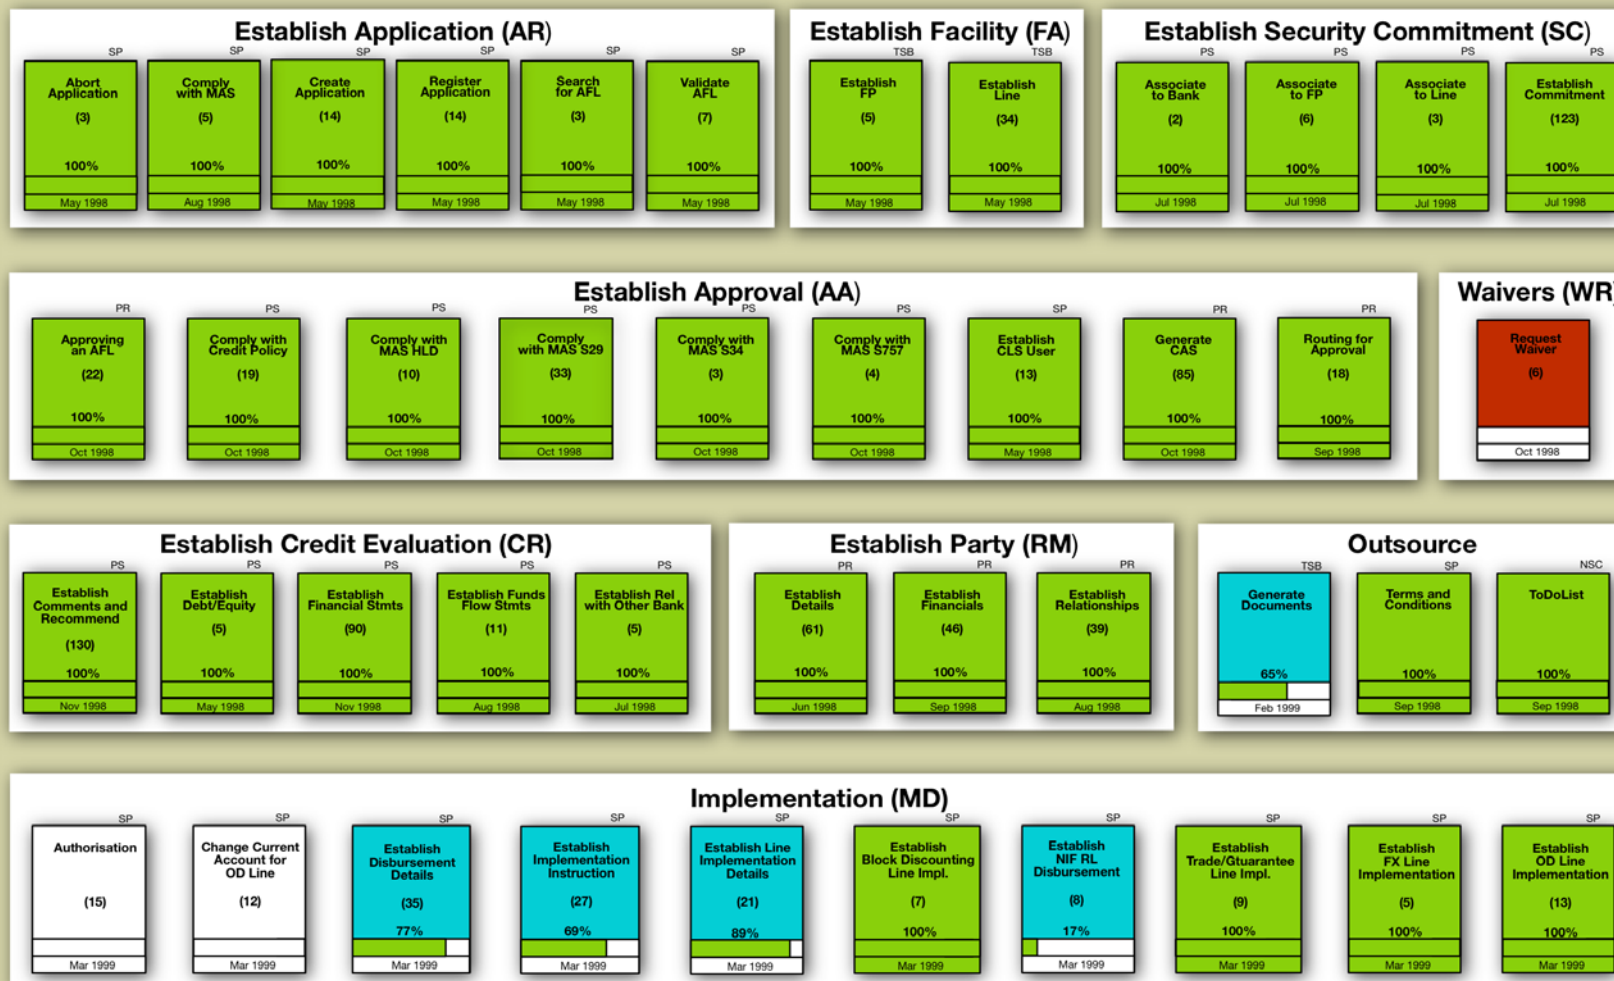 Establish Application (AR)
SP
Abort
Application
(3)
100%
May 1998
SP
Comply
with MAS
(5)
100%
Aug 1998
SP
Create
Application
(14)
100%
May 1998
SP
Register
Application
(14)
100%
May 1998
SP
Search
for AFL
(3)
100%
May 1998
SP
Validate
AFL
(7)
100%
May 1998
Establish Facility (FA)
TSB
Establish
FP
(5)
100%
May 1998
TSB
Establish
Line
(34)
100%
May 1998
Establish Security Commitment (SC)
PS
Associate
to Bank
(2)
100%
Jul 1998
PS
Associate
to FP
(6)
100%
Jul 1998
PS
Associate
to Line
(3)
100%
Jul 1998
PS
Establish
Commitment
(123)
100%
Jul 1998
Establish Approval (AA)
PR
Approving
an AFL
(22)
100%
Oct 1998
PS
Comply with
Credit Policy
(19)
100%
Oct 1998
PS
Comply with
MAS HLD
(10)
100%
Oct 1998
PS
Comply
with MAS S29
(33)
100%
Oct 1998
PS
Comply with
MAS S34
(3)
100%
Oct 1998
PS
Comply with
MAS S757
(4)
100%
Oct 1998
SP
Establish
CLS User
(13)
100%
May 1998
PR
Generate
CAS
(85)
100%
Oct 1998
PR
Routing for
Approval
(18)
100%
Sep 1998
Waivers (WR)
Request
Waiver
(6)
Oct 1998
Establish Credit Evaluation (CR)
PS
Establish
Comments and
Recommend
(130)
100%
Nov 1998
PS
Establish
Debt/Equity
(5)
100%
May 1998
PS
Establish
Financial Stmts
(90)
100%
Nov 1998
PS
Establish Funds
Flow Stmts
(11)
100%
Aug 1998
PS
Establish Rel
with Other Bank
(5)
100%
Jul 1998
Establish Party (RM)
PR
Establish
Details
(61)
100%
Jun 1998
PR
Establish
Financials
(46)
100%
Sep 1998
PR
Establish
Relationships
(39)
100%
Aug 1998
Outsource
TSB
Generate
Documents
65%
Feb 1999
SP
Terms and
Conditions
100%
Sep 1998
NSC
ToDoList
100%
Sep 1998
Implementation (MD)
SP
Authorisation
(15)
Mar 1999
SP
Change Current
Account for
OD Line
(12)
Mar 1999
SP
Establish
Disbursement
Details
(35)
77%
Mar 1999
SP
Establish
Implementation
Instruction
(27)
69%
Mar 1999
SP
Establish Line
Implementation
Details
(21)
89%
Mar 1999
SP
Establish
Block Discounting
Line Impl.
(7)
100%
Mar 1999
SP
Establish
NIF RL
Disbursement
(8)
17%
Mar 1999
SP
Establish
Trade/Gtuarantee
Line Impl.
(9)
100%
Mar 1999
SP
Establish
FX Line
Implementation
(5)
100%
Mar 1999
SP
Establish
OD Line
Implementation
(13)
100%
Mar 1999